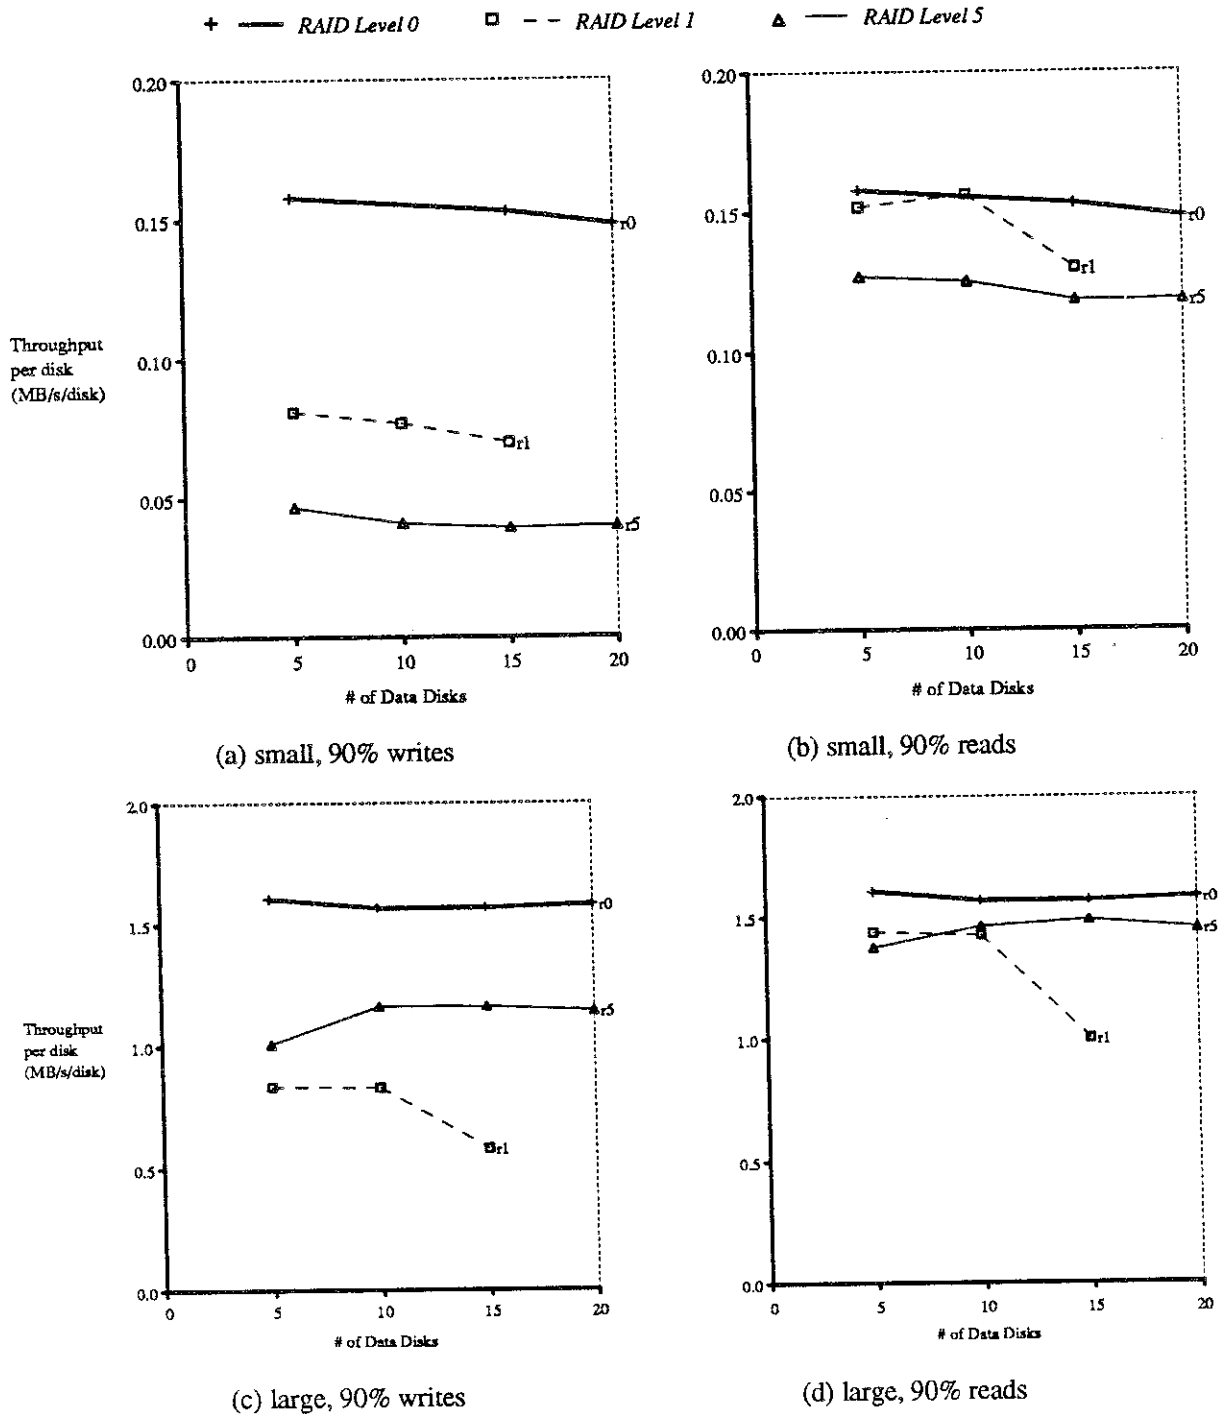 RAID Level 0 RAID Level 1 RAID Level 5
0.20
0.15
0.10
0.05
0.00
Throughput
per disk
(MB/s/disk)
r0
r1
r5
0 5 10 15 20
# of Data Disks
(a) small, 90% writes
0.20
0.15
0.10
0.05
0.00
r0
r1
r5
0 5 10 15 20
# of Data Disks
(b) small, 90% reads
2.0
1.5
1.0
0.5
0.0
Throughput
per disk
(MB/s/disk)
r0
r5
r1
0 5 10 15 20
# of Data Disks
(c) large, 90% writes
2.0
1.5
1.0
0.5
0.0
r0
r5
r1
0 5 10 15 20
# of Data Disks
(d) large, 90% reads